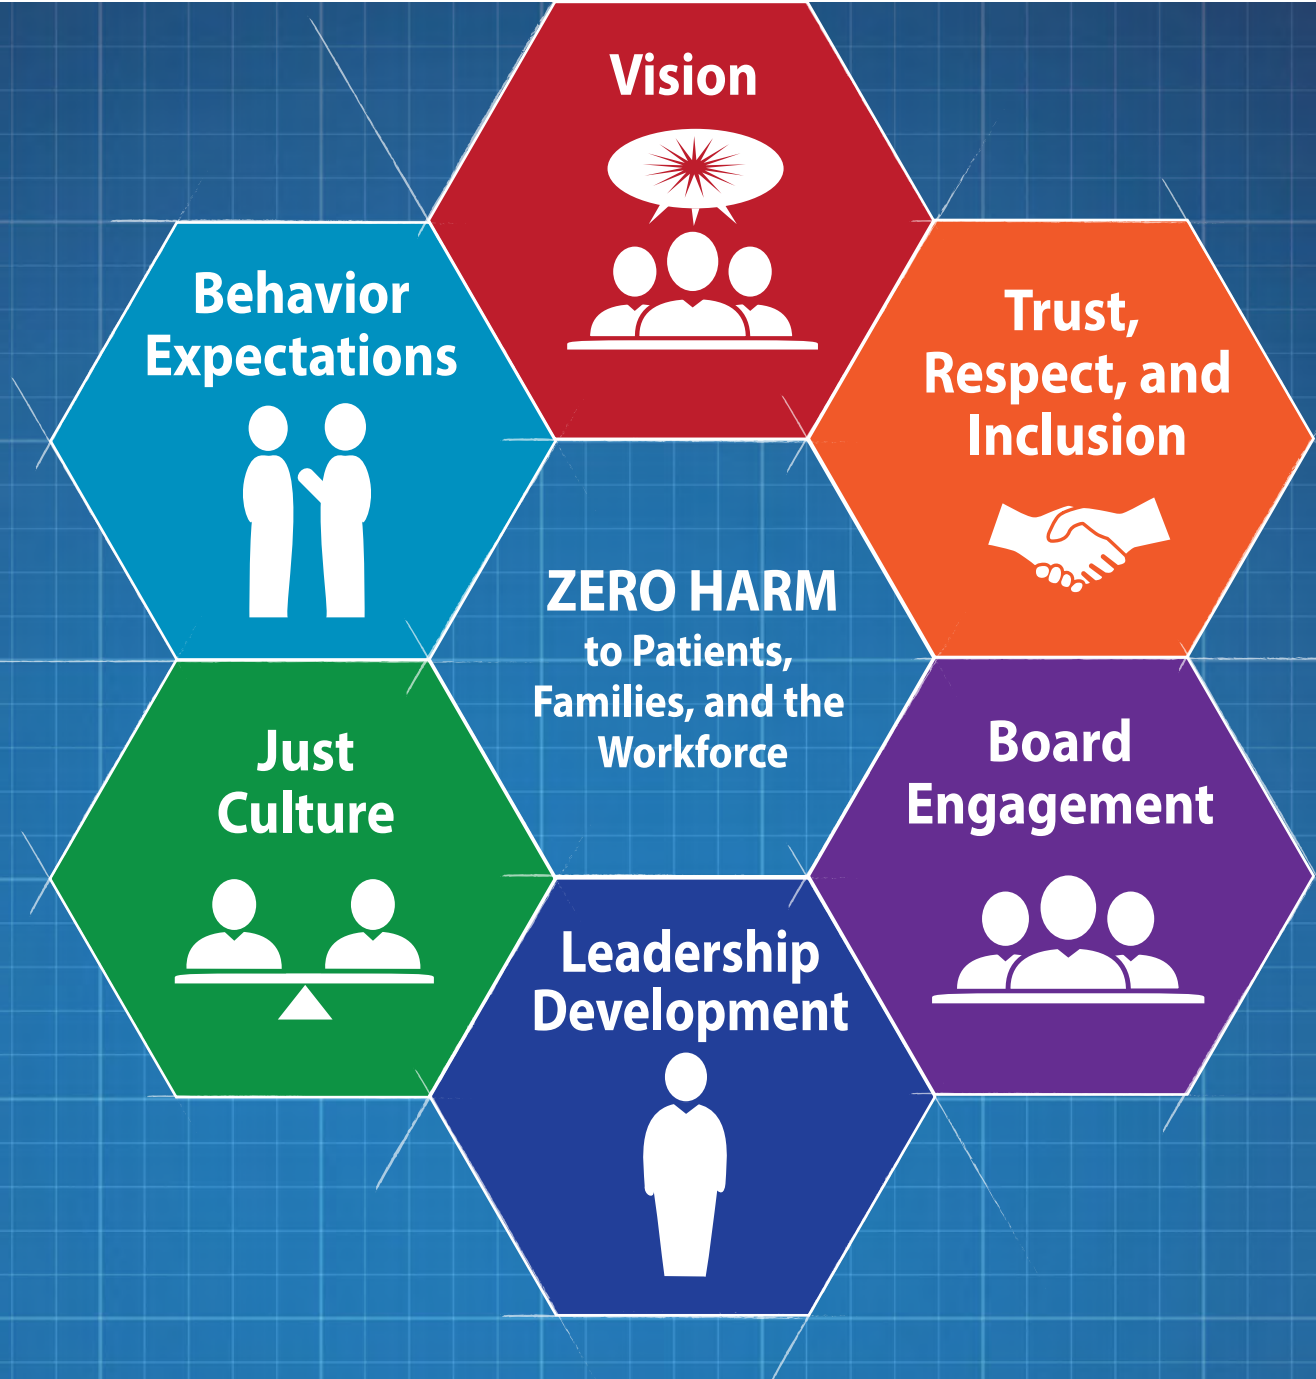 Vision
Trust,
Respect, and
Inclusion
Board
Engagement
Leadership
Development
Just
Culture
Behavior
Expectations
ZERO HARM
to Patients,
Families, and the
Workforce